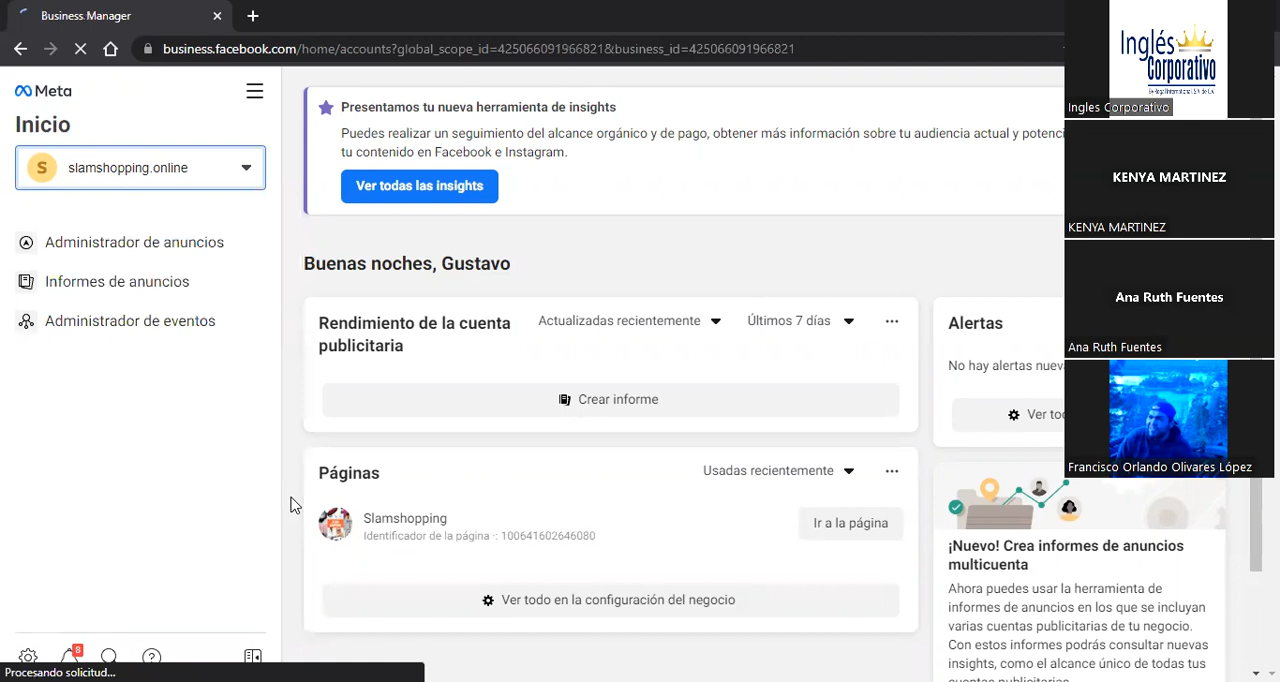 Business Manager
business.facebook.com/home/accounts?global_scope_id=425066091966821&business_id=425066091966821
Meta
Inicio
S slamshopping.online
Administrador de anuncios
Informes de anuncios
Administrador de eventos
8
?
Procesando solicitud...
Presentamos tu nueva herramienta de insights
Puedes realizar un seguimiento del alcance orgánico y de pago, obtener más información sobre tu audiencia actual y potenci
tu contenido en Facebook e Instagram.
Ver todas las insights
Buenas noches, Gustavo
Rendimiento de la cuenta
publicitaria
Actualizadas recientemente
Últimos 7 días
Crear informe
Páginas
Usadas recientemente
Slamshopping
Identificador de la página -: 100641602646080
Ir a la página
Ver todo en la configuración del negocio
Alertas
No hay alertas nueva
Ver to
¡Nuevo! Crea informes de anuncios
multicuenta
Ahora puedes usar la herramienta de
informes de anuncios en los que se incluyan
varias cuentas publicitarias de tu negocio.
Con estos informes podrás consultar nuevas
insights, como el alcance único de todas tus
cuentas publicitarias
Inglés
Corporativo
Ingles Corporativo
KENYA MARTINEZ
KENYA MARTINEZ
Ana Ruth Fuentes
Ana Ruth Fuentes
Francisco Orlando Olivares López